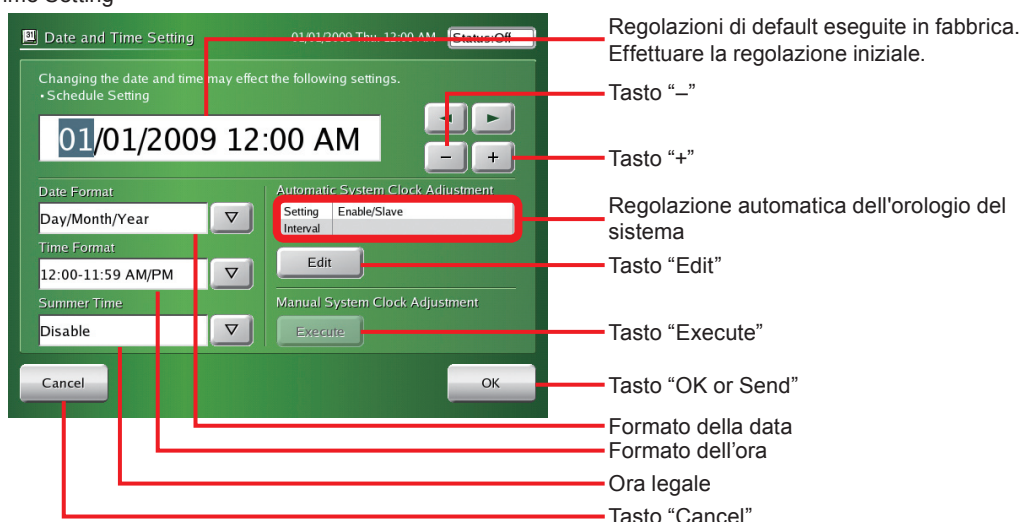 Date and Time Setting
01/01/2009 Thu 12:00 AM
Status:Off
Changing the date and time may effect the following settings.
• Schedule Setting
01/01/2009 12:00 AM
– +
Date Format
Day/Month/Year
Time Format
12:00-11:59 AM/PM
Summer Time
Disable
Automatic System Clock Adjustment
Setting Enable/Slave
Interval
Edit
Manual System Clock Adjustment
Execute
Cancel
OK
Regolazioni di default eseguite in fabbrica.
Effettuare la regolazione iniziale.
Tasto “–”
Tasto “+”
Regolazione automatica dell'orologio del
sistema
Tasto “Edit”
Tasto “Execute”
Tasto “OK or Send”
Formato della data
Formato dell’ora
Ora legale
Tasto “Cancel”